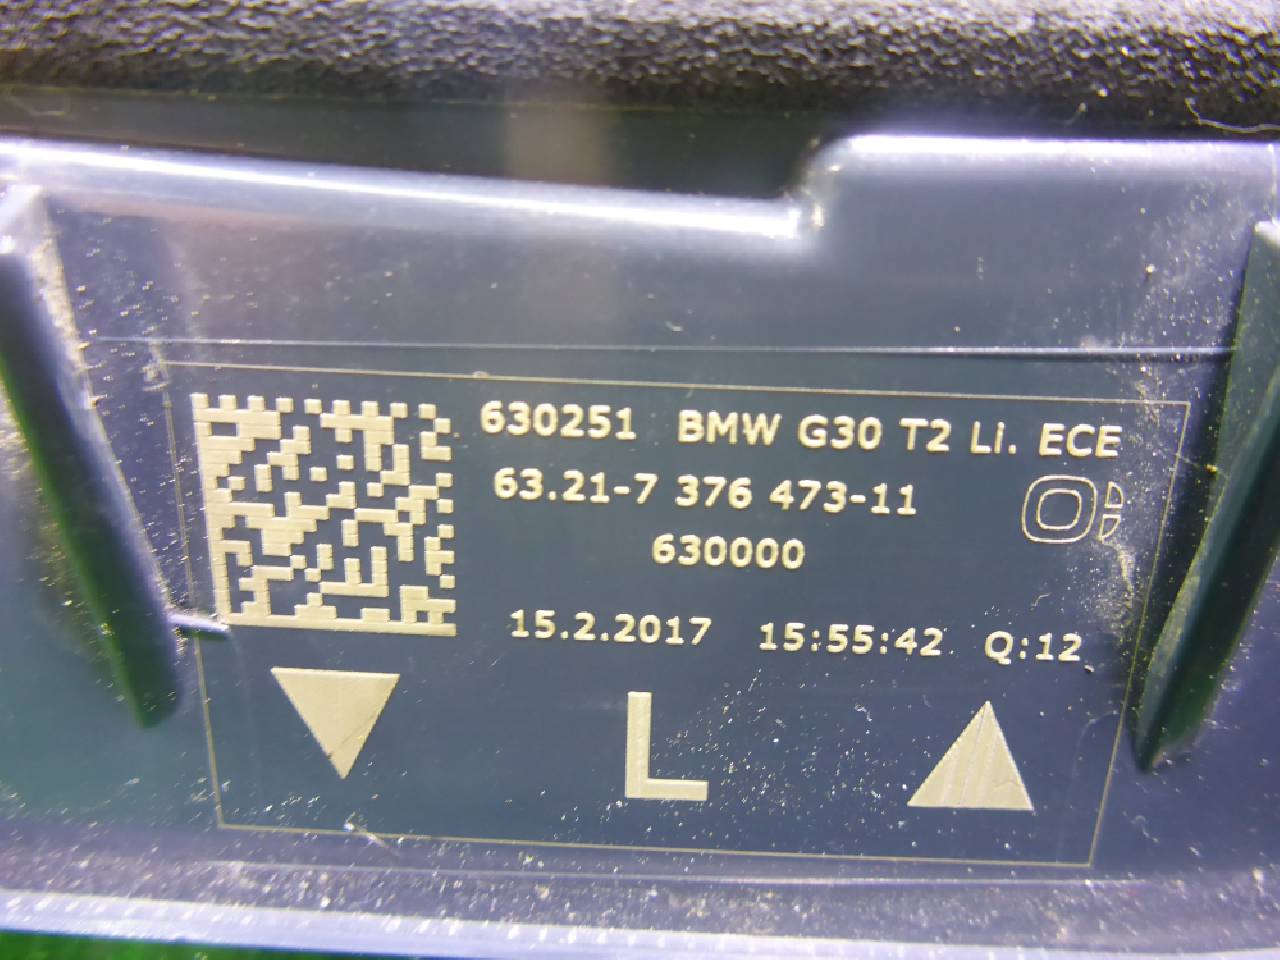 630251 BMW G30 T2 Li. ECE
63.21-7 376 473-11
630000
15.2.2017 15:55:42 Q:12
L